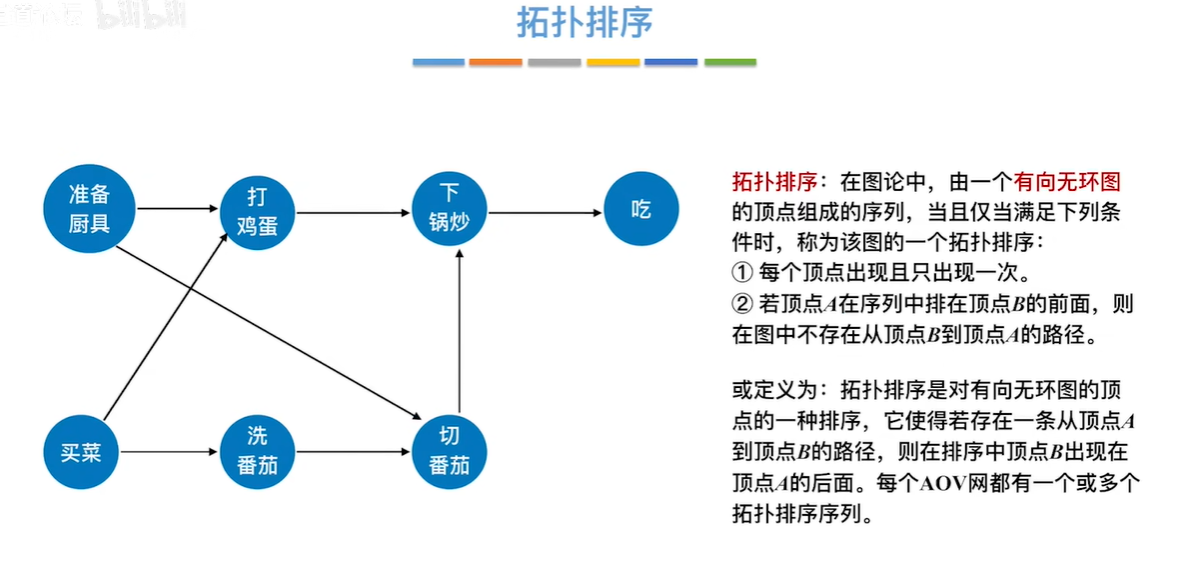 bilibili
拓扑排序
准备
厨具
打
鸡蛋
下
锅炒
吃
买菜
洗
番茄
切
番茄
拓扑排序：在图论中，由一个有向无环图
的顶点组成的序列，当且仅当满足下列条
件时，称为该图的一个拓扑排序：
① 每个顶点出现且只出现一次。
② 若顶点A在序列中排在顶点B的前面，则
在图中不存在从顶点B到顶点A的路径。
或定义为：拓扑排序是对有向无环图的顶
点的一种排序，它使得若存在一条从顶点A
到顶点B的路径，则在排序中顶点B出现在
顶点A的后面。每个AOV网都有一个或多个
拓扑排序序列。